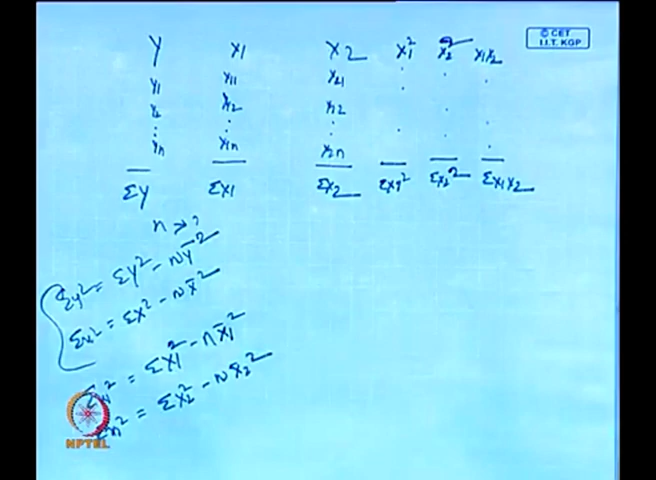 © CET
I.I.T. KGP
Y X1 X2 X1² X2² X1X2
Y1 X11 X21 . . .
Y2 X12 X22
⋮ ⋮ ⋮ . . .
Yn X1n X2n . . .
ΣY ΣX1 ΣX2 ΣX1² ΣX2² ΣX1X2
n > ?
Σy² = ΣY² - NȲ²
Σx² = ΣX² - NX̄²
= ΣX1² - NX̄1²
= ΣX2² - NX̄2²
NPTEL